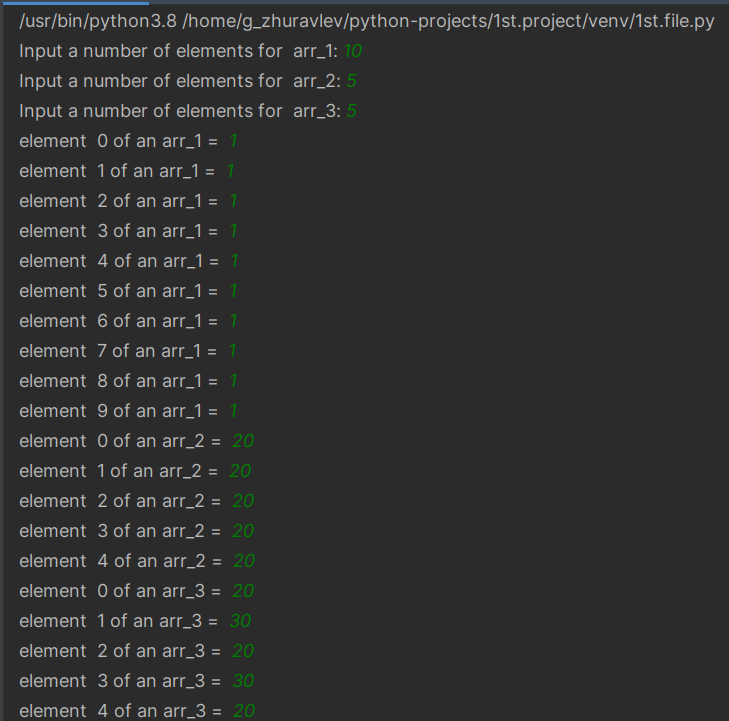 /usr/bin/python3.8 /home/g_zhuravlev/python-projects/1st.project/venv/1st.file.py
Input a number of elements for  arr_1: 10
Input a number of elements for  arr_2: 5
Input a number of elements for  arr_3: 5
element  0 of an arr_1 =  1
element  1 of an arr_1 =  1
element  2 of an arr_1 =  1
element  3 of an arr_1 =  1
element  4 of an arr_1 =  1
element  5 of an arr_1 =  1
element  6 of an arr_1 =  1
element  7 of an arr_1 =  1
element  8 of an arr_1 =  1
element  9 of an arr_1 =  1
element  0 of an arr_2 =  20
element  1 of an arr_2 =  20
element  2 of an arr_2 =  20
element  3 of an arr_2 =  20
element  4 of an arr_2 =  20
element  0 of an arr_3 =  20
element  1 of an arr_3 =  30
element  2 of an arr_3 =  20
element  3 of an arr_3 =  30
element  4 of an arr_3 =  20